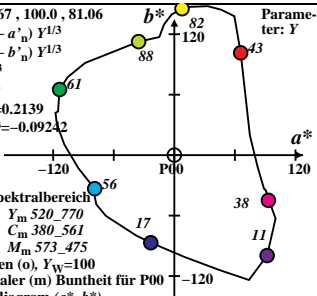 67 , 100.0 , 81.06
b*
Parame-
ter: Y
– a'n) Y1/3
– b'n) Y1/3
82
120
43
88
61
=0.2139
=−0.09242
a*
−120
P00
120
56
38
pektralbereich
Ym 520_770
Cm 380_561
Mm 573_475
17
11
en (o), YW=100
aler (m) Buntheit für P00
−120
diagram (a*, b*)